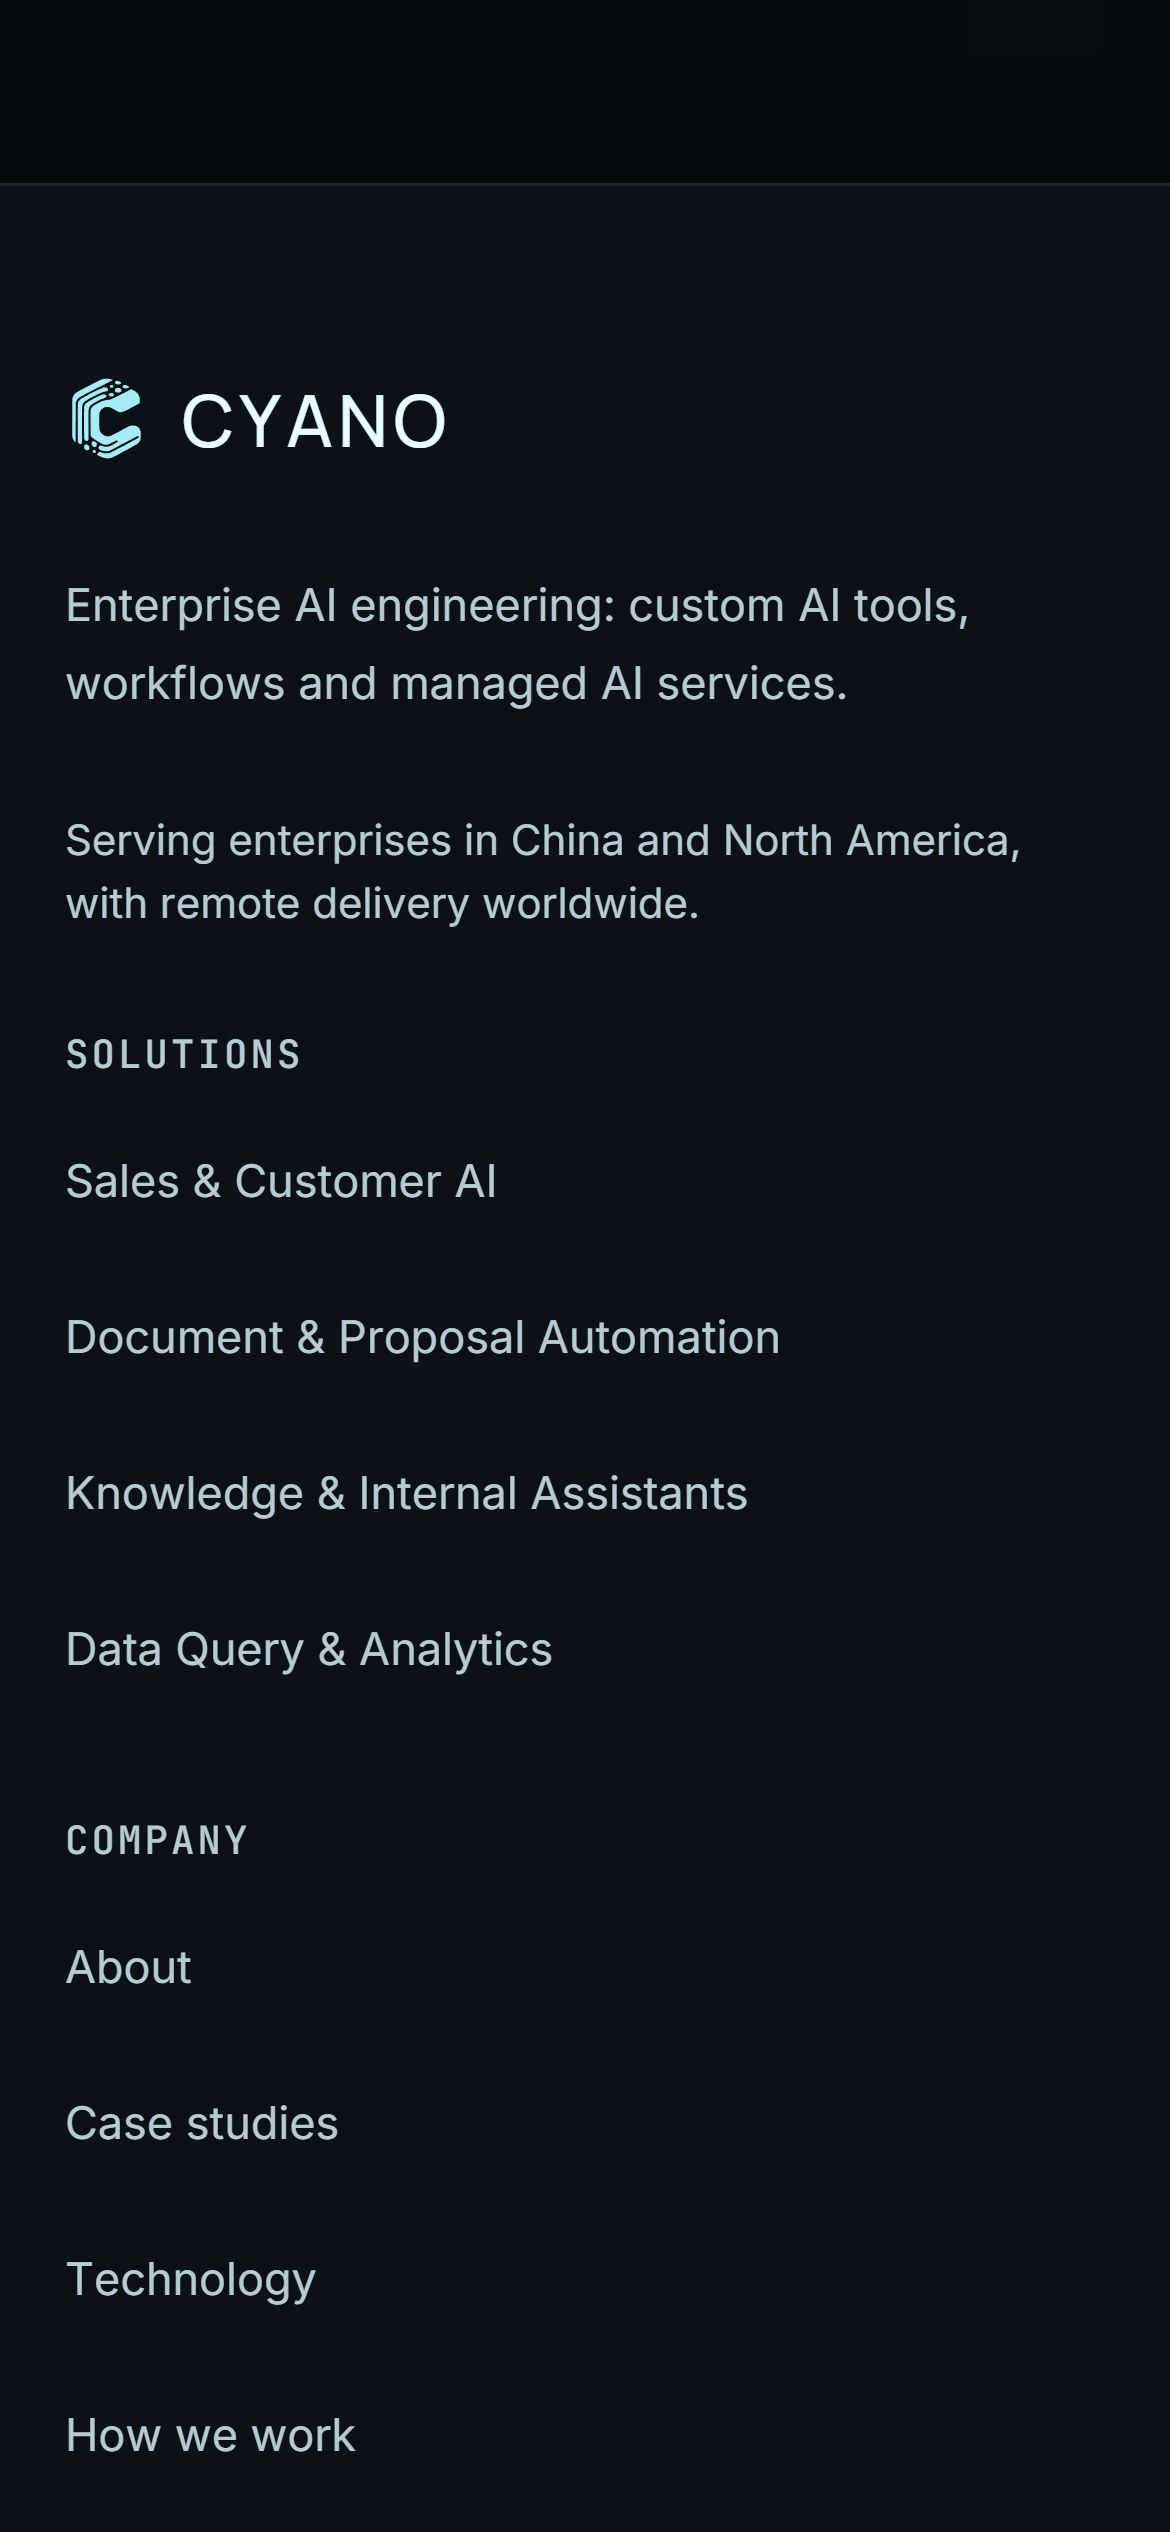 CYANO
Enterprise AI engineering: custom AI tools,
workflows and managed AI services.
Serving enterprises in China and North America,
with remote delivery worldwide.
SOLUTIONS
Sales & Customer AI
Document & Proposal Automation
Knowledge & Internal Assistants
Data Query & Analytics
COMPANY
About
Case studies
Technology
How we work